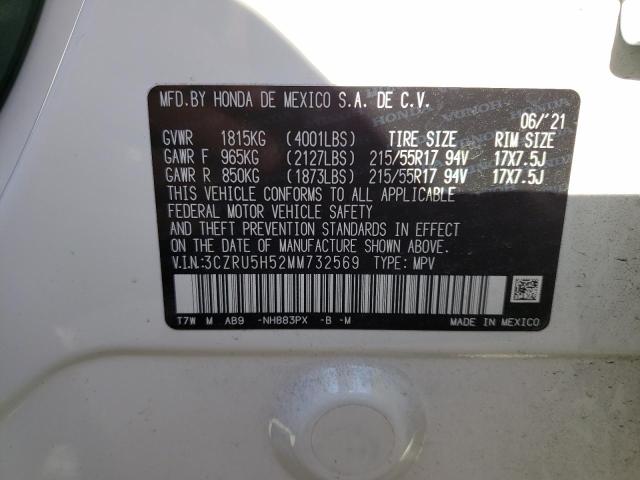 MFD.BY HONDA DE MEXICO S.A. DE C.V.
06/'21
GVWR 1815KG (4001LBS) TIRE SIZE RIM SIZE
GAWR F 965KG (2127LBS) 215/55R17 94V 17X7.5J
GAWR R 850KG (1873LBS) 215/55R17 94V 17X7.5J
THIS VEHICLE CONFORMS TO ALL APPLICABLE
FEDERAL MOTOR VEHICLE SAFETY
AND THEFT PREVENTION STANDARDS IN EFFECT
ON THE DATE OF MANUFACTURE SHOWN ABOVE.
V.I.N.:3CZRU5H52MM732569 TYPE: MPV
T7W M AB9 -NH883PX -B -M
MADE IN MEXICO